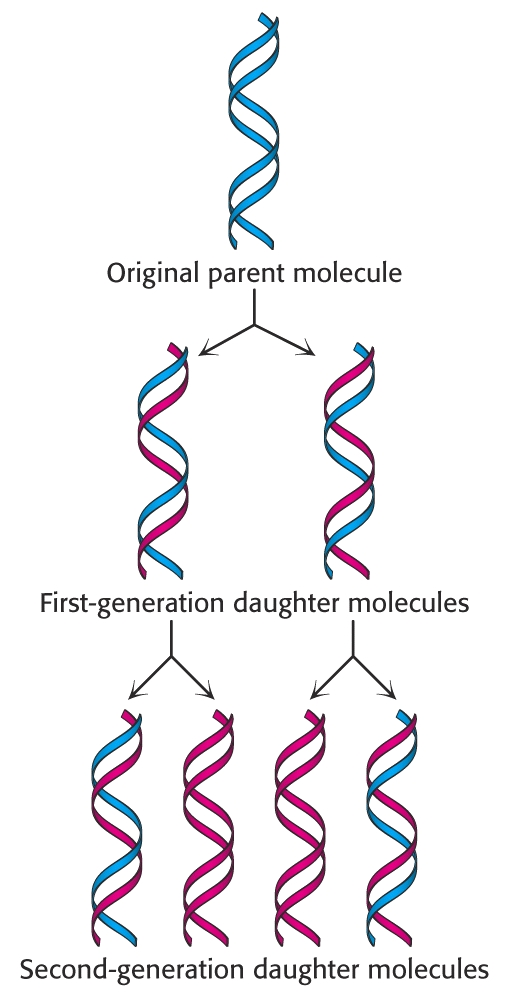 Original parent molecule
First-generation daughter molecules
Second-generation daughter molecules